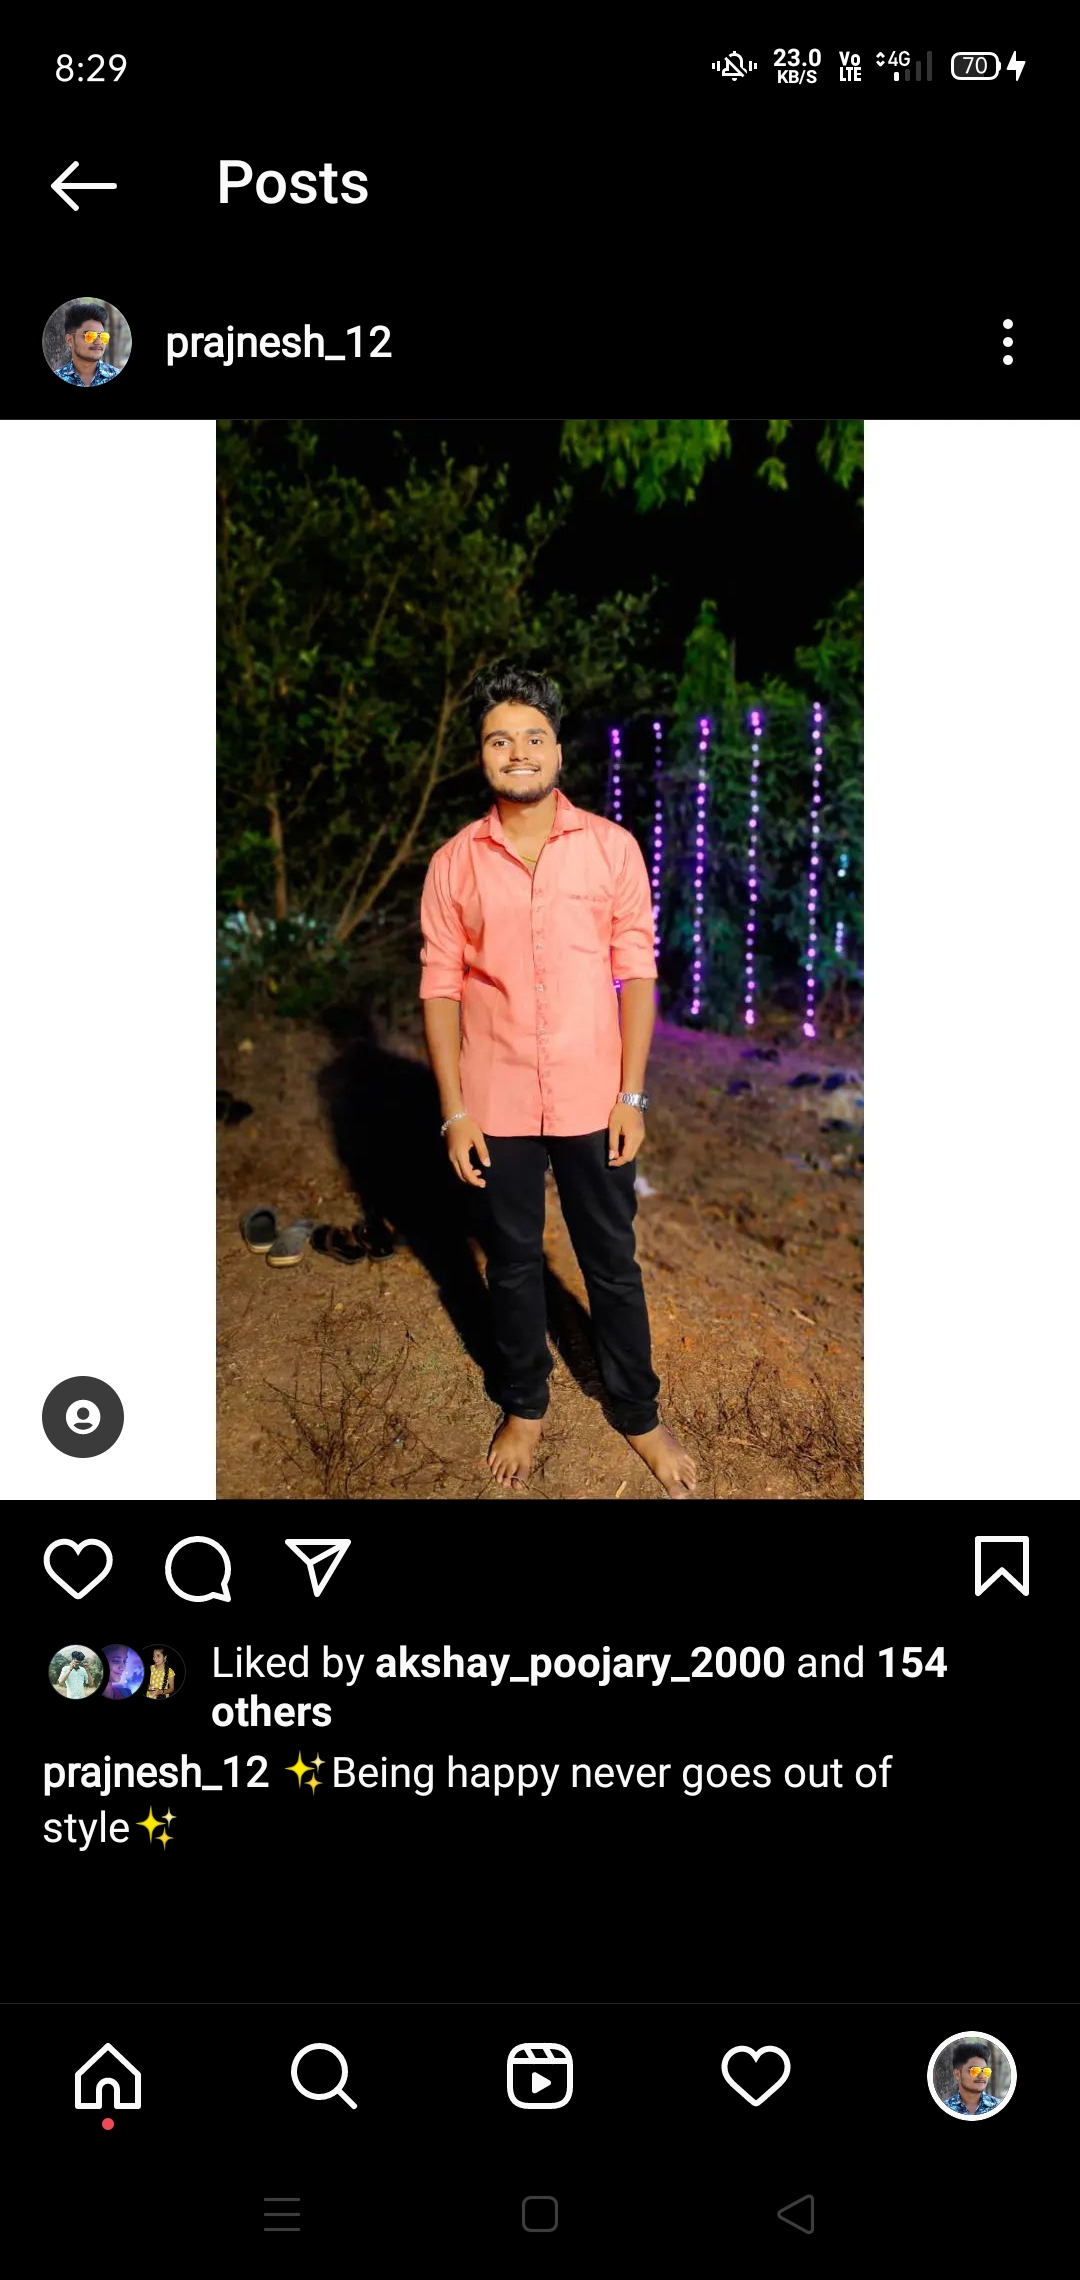 8:29 23.0 KB/S Vo LTE 4G 70
Posts
prajnesh_12
Liked by akshay_poojary_2000 and 154
others
prajnesh_12 ✨Being happy never goes out of
style✨